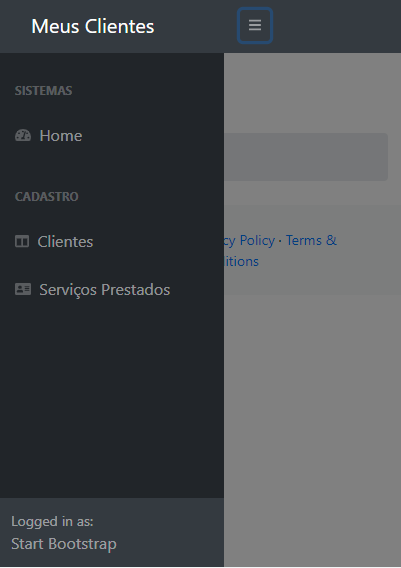 Meus Clientes
SISTEMAS
Home
CADASTRO
Clientes
Serviços Prestados
cy Policy · Terms &
ditions
Logged in as:
Start Bootstrap